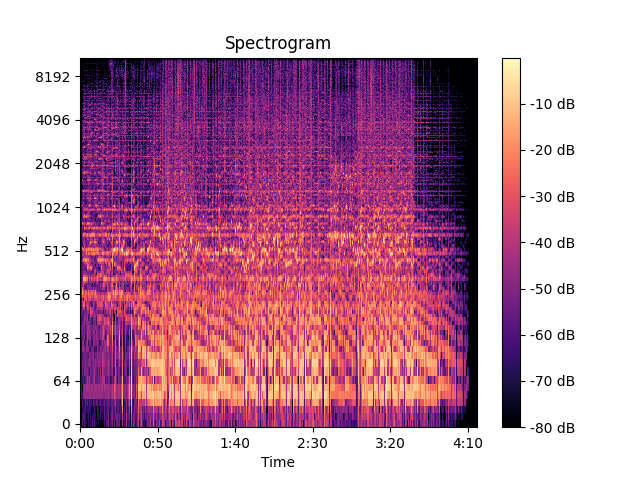 Spectrogram
8192
4096
2048
1024
512
256
128
64
0
Hz
0:00 0:50 1:40 2:30 3:20 4:10
Time
-10 dB
-20 dB
-30 dB
-40 dB
-50 dB
-60 dB
-70 dB
-80 dB